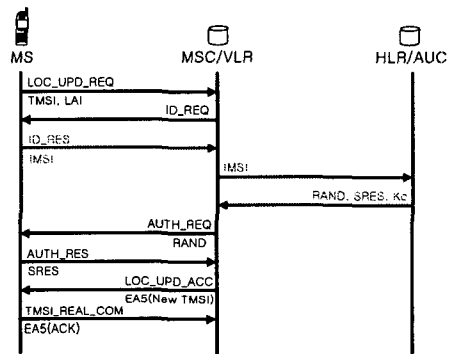 MS
MSC/VLR
HLR/AUC
LOC_UPD_REQ
TMSI, LAI
ID_REQ
ID_RES
IMSI
IMSI
RAND, SRES, Kc
AUTH_REQ
RAND
AUTH_RES
SRES
LOC_UPD_ACC
EA5(New TMSI)
TMSI_REAL_COM
EA5(ACK)